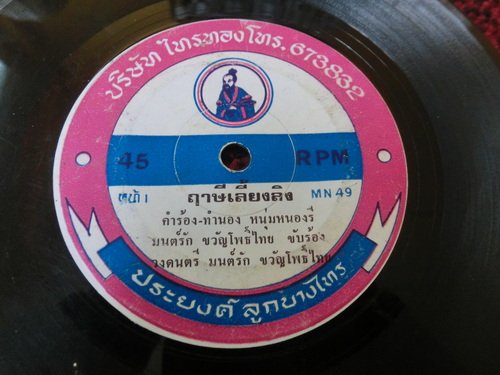 บริษัท ไทรทอง โทร. 673832
45 RPM
หน้า 1 ฤาษีเลี้ยงลิง MN 49
คำร้อง-ทำนอง หนุ่มหนองรี
มนต์รัก ขวัญโพธิ์ไทย ขับร้อง
วงดนตรี มนต์รัก ขวัญโพธิ์ไทย
ประยงค์ ลูกบางไทร